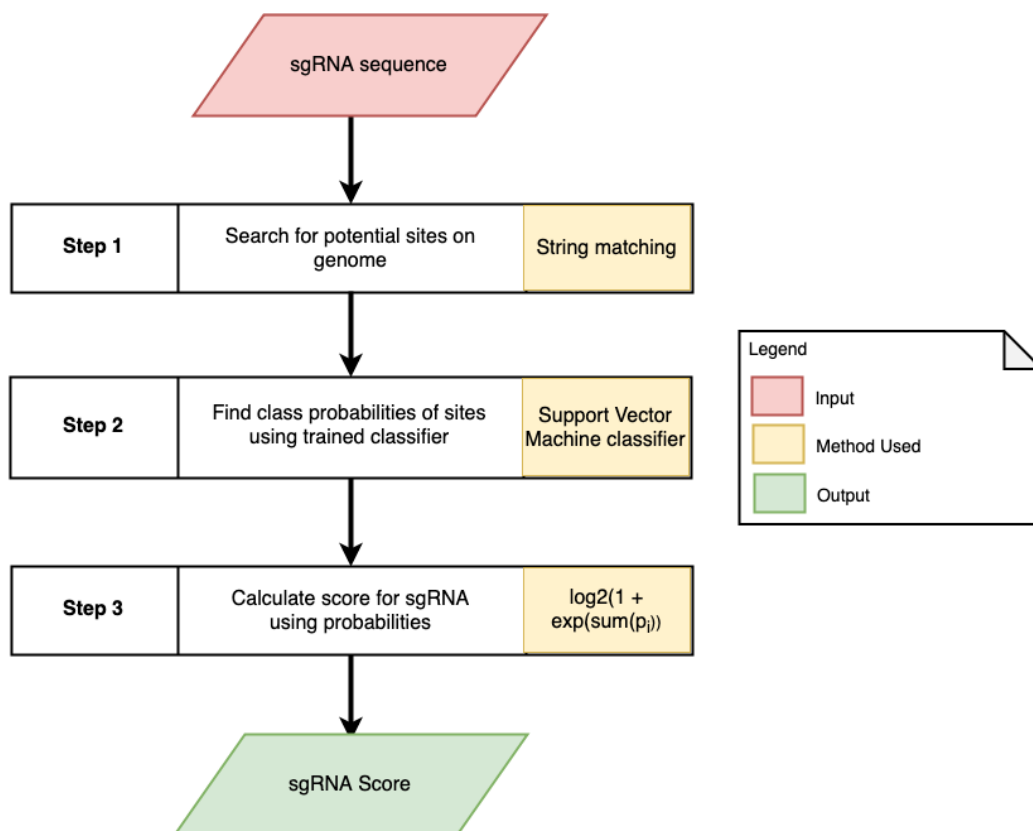 sgRNA sequence
Step 1
Search for potential sites on
genome
String matching
Step 2
Find class probabilities of sites
using trained classifier
Support Vector
Machine classifier
Step 3
Calculate score for sgRNA
using probabilities
log2(1 +
exp(sum(pᵢ))
sgRNA Score
Legend
Input
Method Used
Output